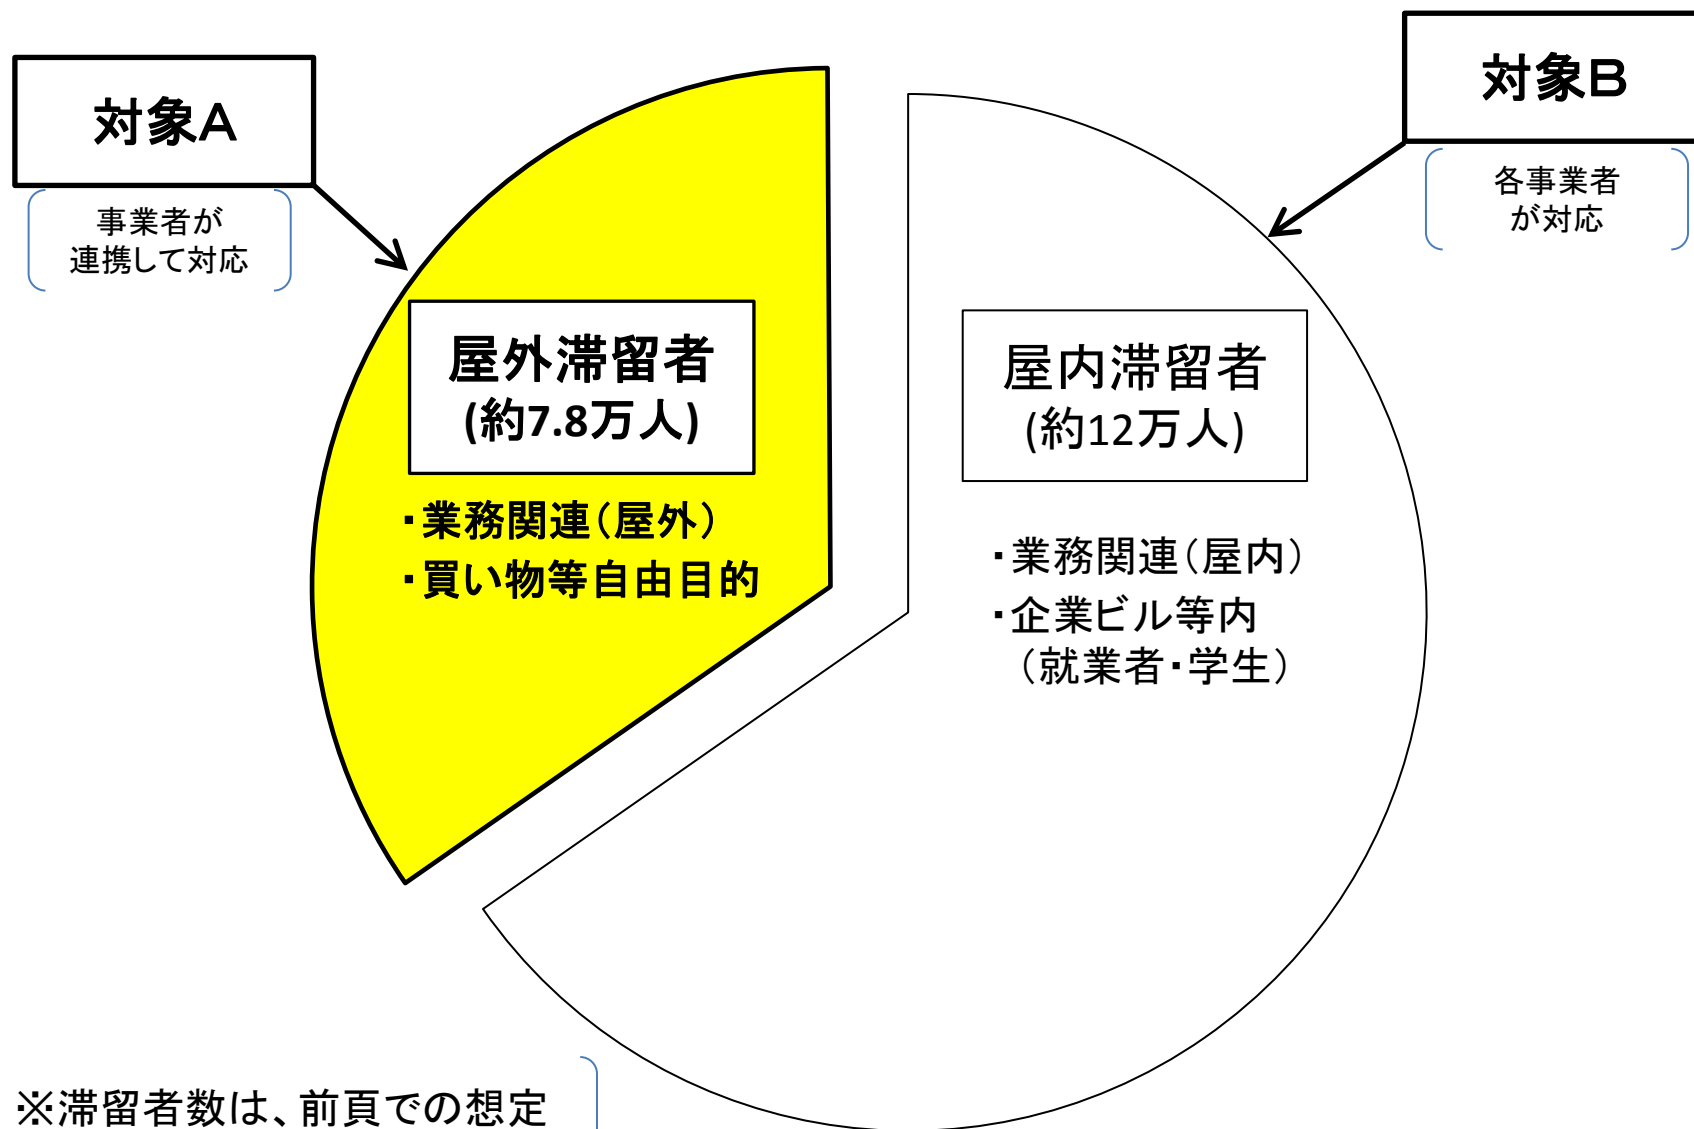 対象A
事業者が
連携して対応
対象B
各事業者
が対応
屋外滞留者
(約7.8万人)
・業務関連（屋外）
・買い物等自由目的
屋内滞留者
(約12万人)
・業務関連（屋内）
・企業ビル等内
（就業者・学生）
※滞留者数は、前頁での想定